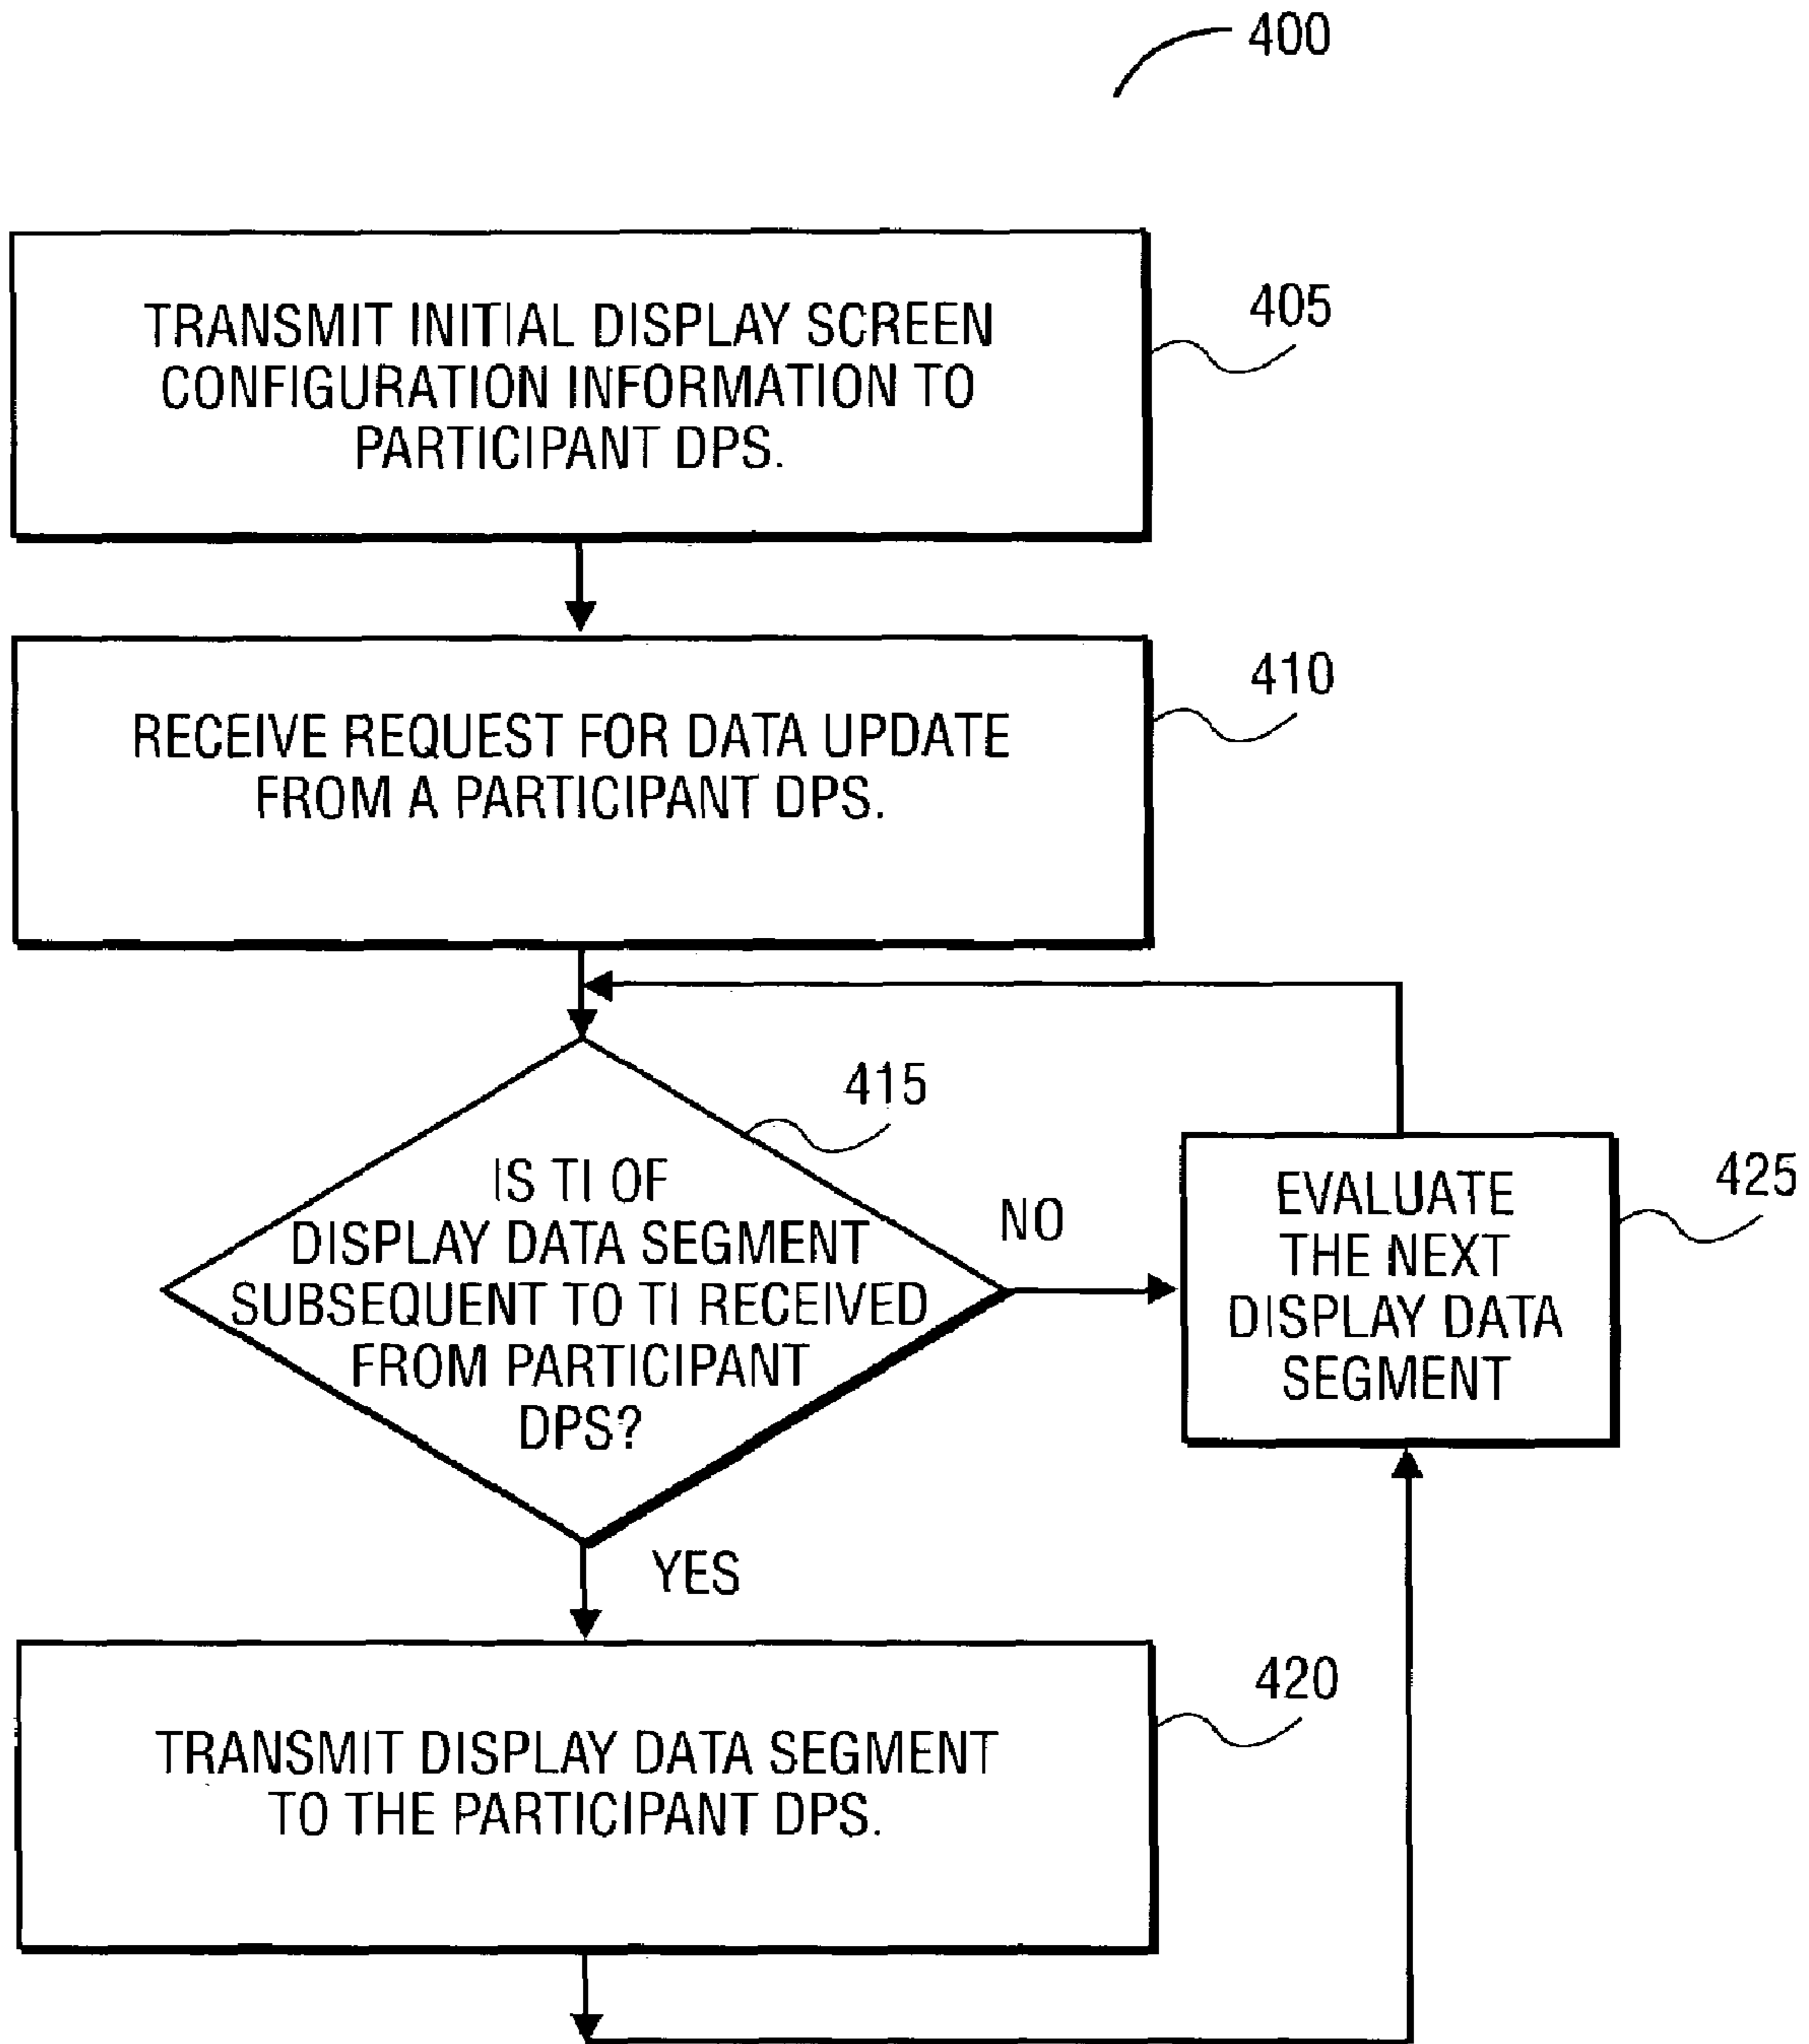 400
TRANSMIT INITIAL DISPLAY SCREEN
CONFIGURATION INFORMATION TO
PARTICIPANT DPS.
405
RECEIVE REQUEST FOR DATA UPDATE
FROM A PARTICIPANT DPS.
410
415
IS TI OF
DISPLAY DATA SEGMENT
SUBSEQUENT TO TI RECEIVED
FROM PARTICIPANT
DPS?
NO
EVALUATE
THE NEXT
DISPLAY DATA
SEGMENT
425
YES
TRANSMIT DISPLAY DATA SEGMENT
TO THE PARTICIPANT DPS.
420